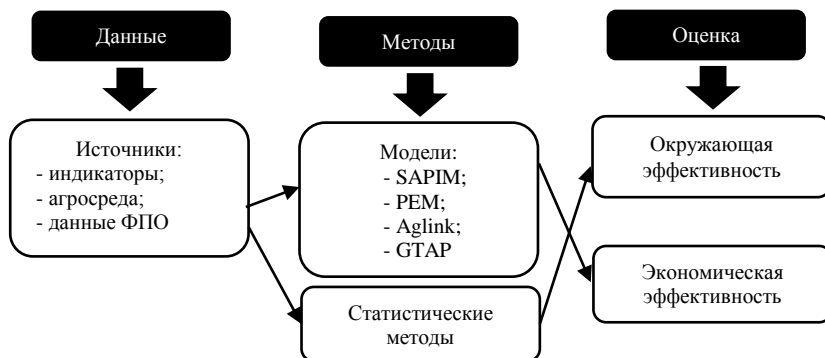 Данные
Методы
Оценка
Источники:
- индикаторы;
- агросреда;
- данные ФПО
Модели:
- SAPIM;
- PEM;
- Aglink;
- GTAP
Статистические
методы
Окружающая
эффективность
Экономическая
эффективность